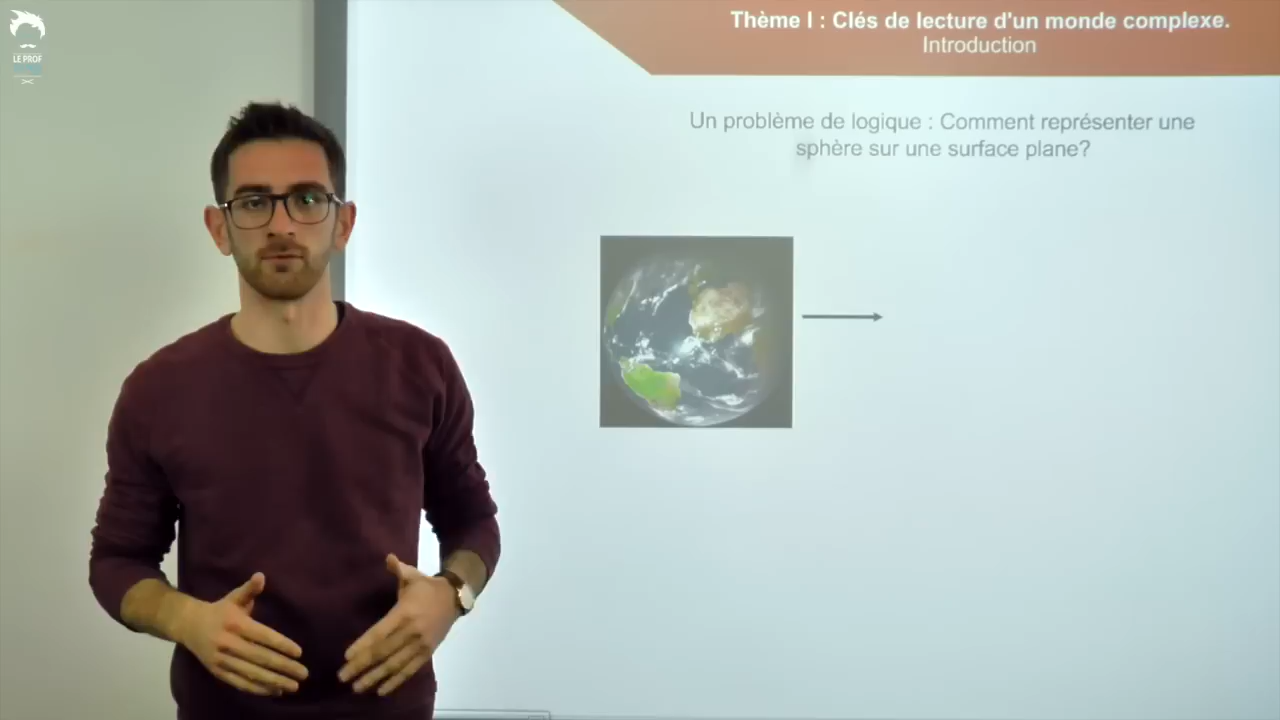 LE PROF
Thème I : Clés de lecture d'un monde complexe.
Introduction
Un problème de logique : Comment représenter une
sphère sur une surface plane?